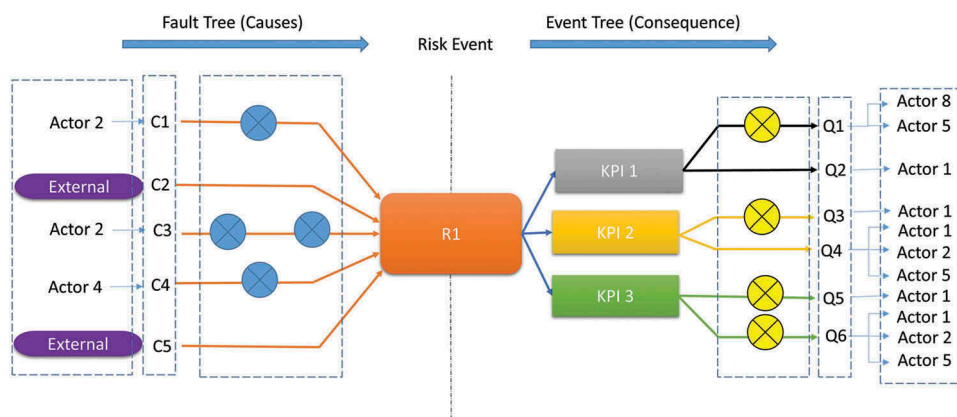 Fault Tree (Causes)
Risk Event
Event Tree (Consequence)
Actor 2
C1
External
C2
Actor 2
C3
Actor 4
C4
External
C5
R1
KPI 1
KPI 2
KPI 3
Q1
Q2
Q3
Q4
Q5
Q6
Actor 8
Actor 5
Actor 1
Actor 1
Actor 1
Actor 2
Actor 5
Actor 1
Actor 1
Actor 2
Actor 5